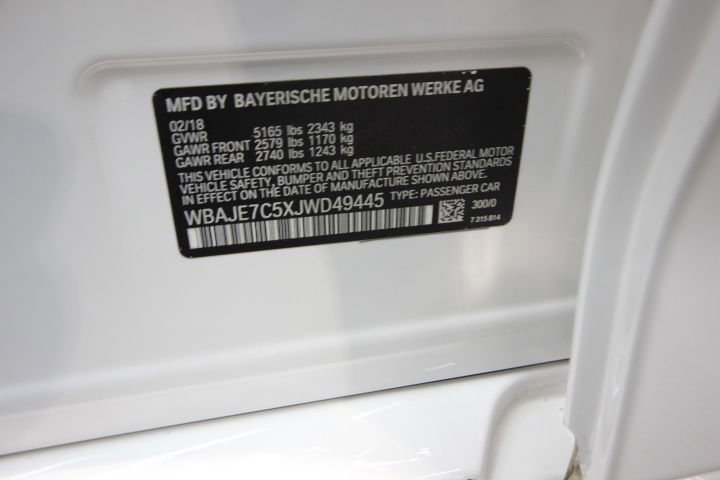 MFD BY BAYERISCHE MOTOREN WERKE AG
02/18
GVWR 5165 lbs 2343 kg
GAWR FRONT 2579 lbs 1170 kg
GAWR REAR 2740 lbs 1243 kg
THIS VEHICLE CONFORMS TO ALL APPLICABLE U.S.FEDERAL MOTOR
VEHICLE SAFETY, BUMPER AND THEFT PREVENTION STANDARDS
IN EFFECT ON THE DATE OF MANUFACTURE SHOWN ABOVE.
WBAJE7C5XJWD49445 TYPE: PASSENGER CAR
300/0
7 315 814